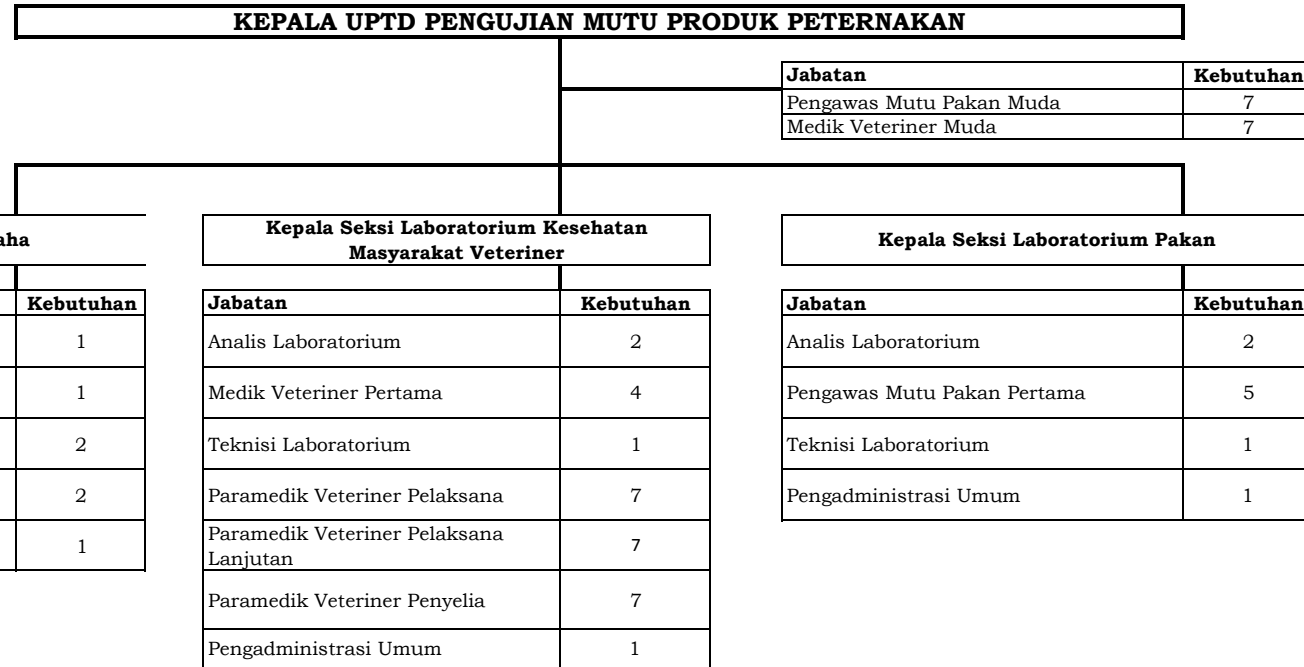 KEPALA UPTD PENGUJIAN MUTU PRODUK PETERNAKAN
Jabatan Kebutuhan
Pengawas Mutu Pakan Muda 7
Medik Veteriner Muda 7
aha
Kebutuhan
1
1
2
2
1
Kepala Seksi Laboratorium Kesehatan
Masyarakat Veteriner
Jabatan Kebutuhan
Analis Laboratorium 2
Medik Veteriner Pertama 4
Teknisi Laboratorium 1
Paramedik Veteriner Pelaksana 7
Paramedik Veteriner Pelaksana
Lanjutan 7
Paramedik Veteriner Penyelia 7
Pengadministrasi Umum 1
Kepala Seksi Laboratorium Pakan
Jabatan Kebutuhan
Analis Laboratorium 2
Pengawas Mutu Pakan Pertama 5
Teknisi Laboratorium 1
Pengadministrasi Umum 1